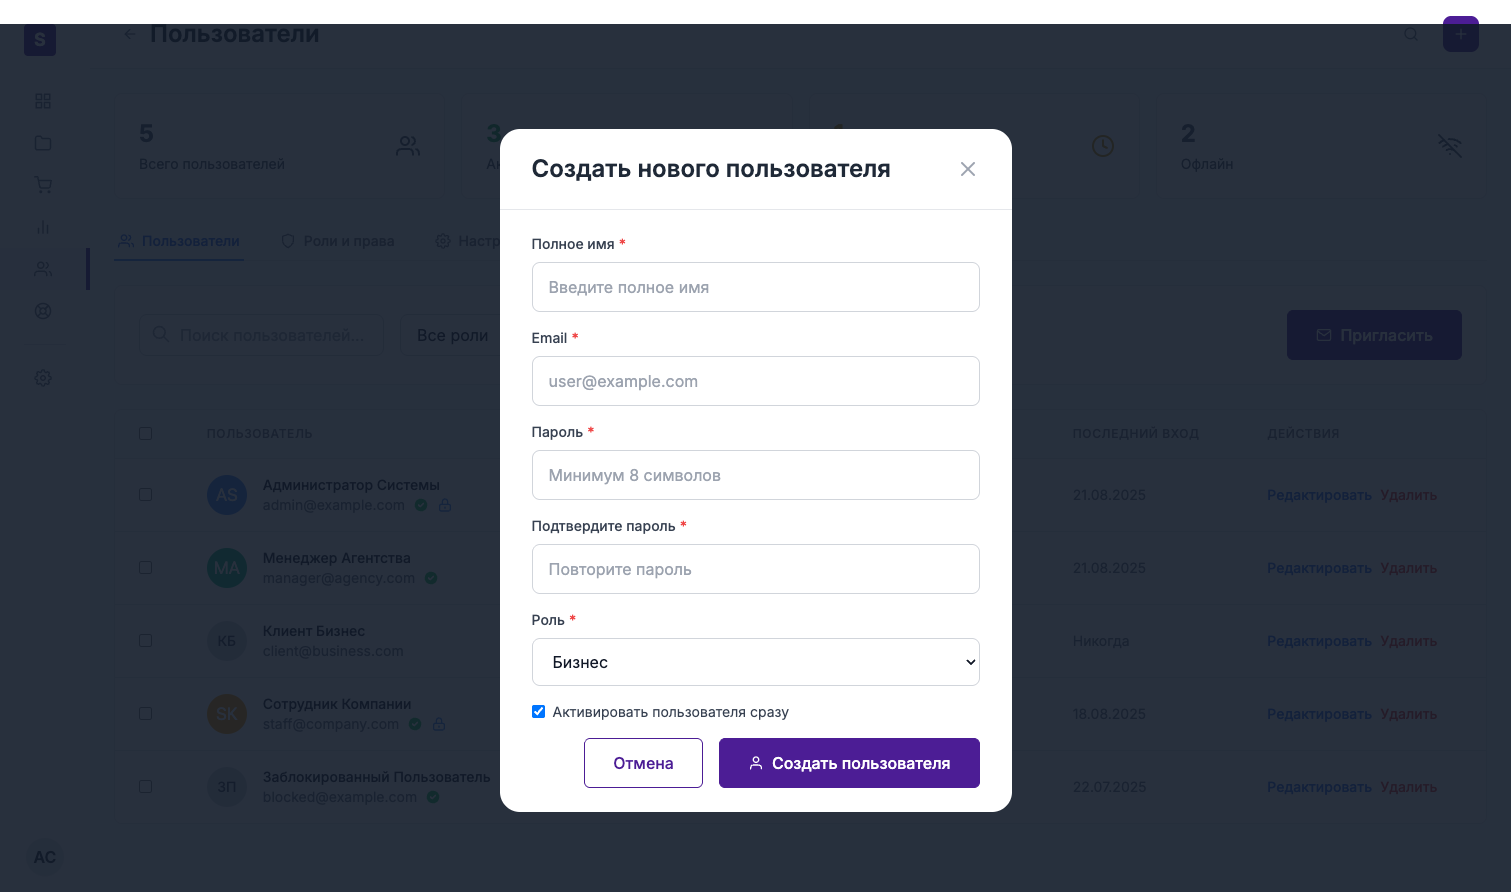 S
Пользователи
5
Всего пользователей
3
2
Офлайн
Пользователи
Роли и права
Поиск пользователей...
Все роли
Пригласить
ПОЛЬЗОВАТЕЛЬ
ПОСЛЕДНИЙ ВХОД
ДЕЙСТВИЯ
AS
Администратор Системы
admin@example.com
21.08.2025
Редактировать Удалить
MA
Менеджер Агентства
manager@agency.com
21.08.2025
Редактировать Удалить
КБ
Клиент Бизнес
client@business.com
Никогда
Редактировать Удалить
SK
Сотрудник Компании
staff@company.com
18.08.2025
Редактировать Удалить
ЗП
Заблокированный Пользователь
blocked@example.com
22.07.2025
Редактировать Удалить
АС
Создать нового пользователя
Полное имя *
Введите полное имя
Email *
user@example.com
Пароль *
Минимум 8 символов
Подтвердите пароль *
Повторите пароль
Роль *
Бизнес
Активировать пользователя сразу
Отмена
Создать пользователя